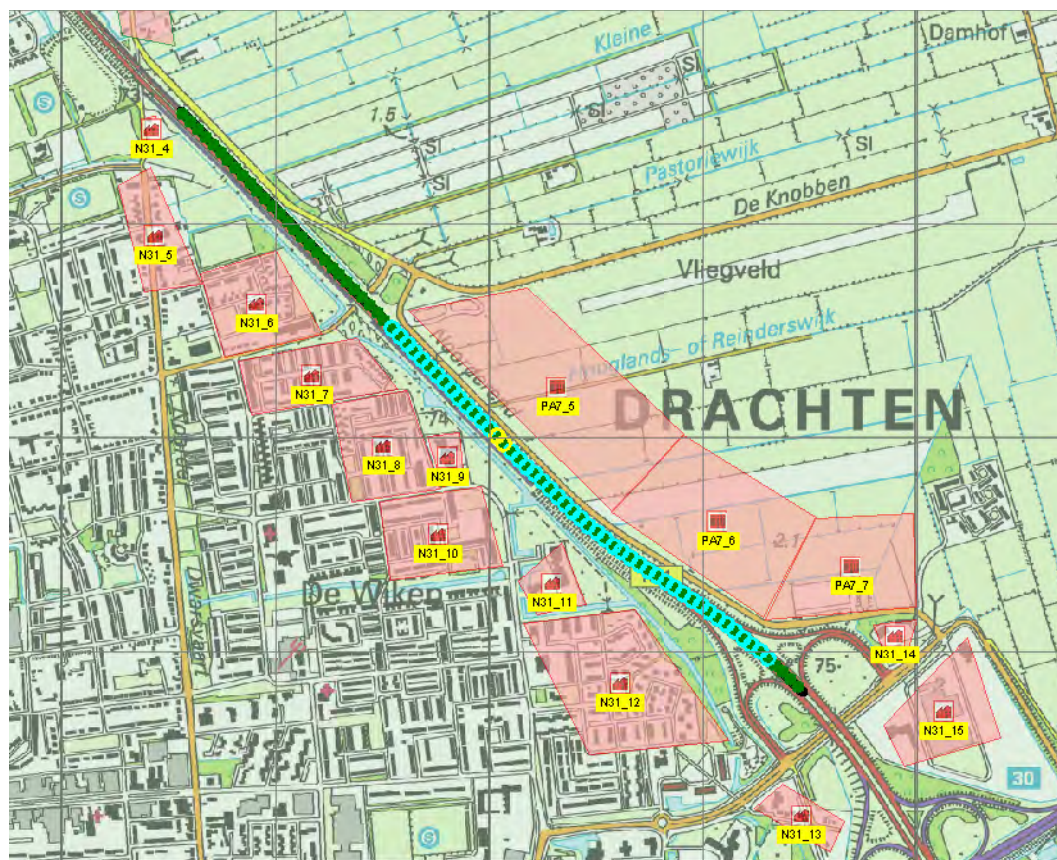 Damhof
Kleine
SI
SI
SI
SI
1.5
N31_4
Pastoriewijk
De Knobben
N31_5
Vliegveld
N31_6
Hooglands- of Reinderswijk
N31_7
PA7_5
DRACHTEN
N31_8
N31_9
N31_10
PA7_6
2.1
PA7_7
N31_11
De Wiken
N31_14
75
N31_12
N31_15
30
N31_13
S
S
S